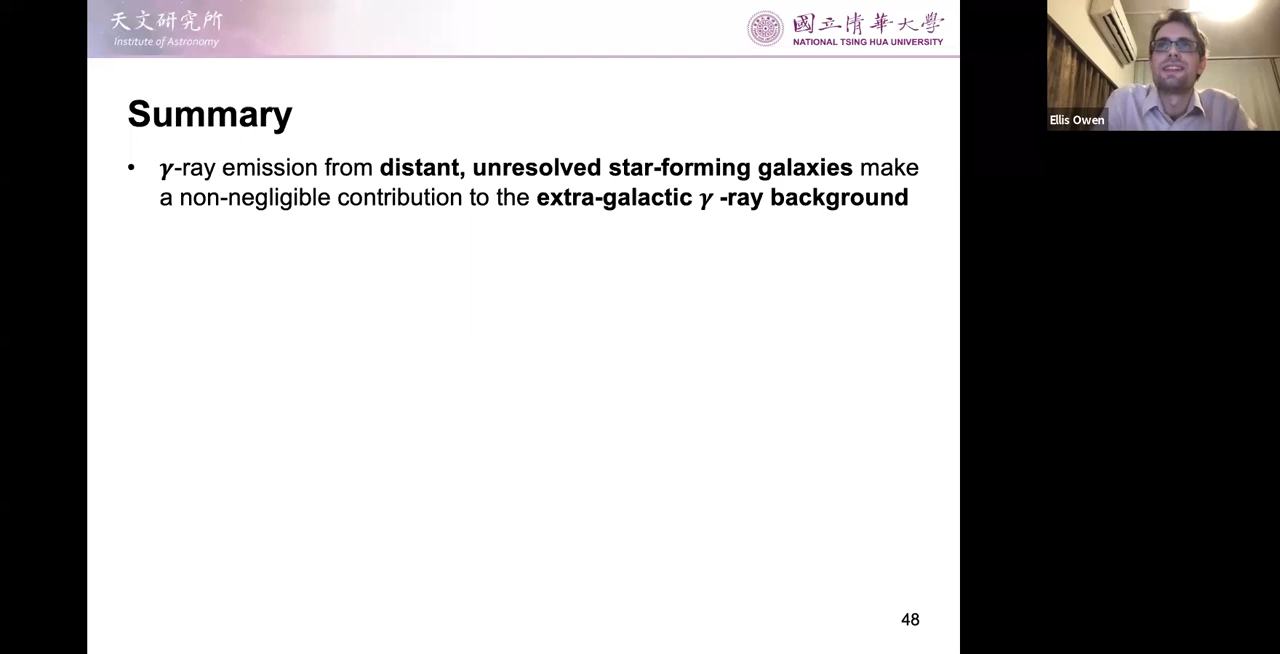 天文研究所
Institute of Astronomy
國立清華大學
NATIONAL TSING HUA UNIVERSITY
Ellis Owen
Summary
• γ-ray emission from distant, unresolved star-forming galaxies make
a non-negligible contribution to the extra-galactic γ -ray background
48